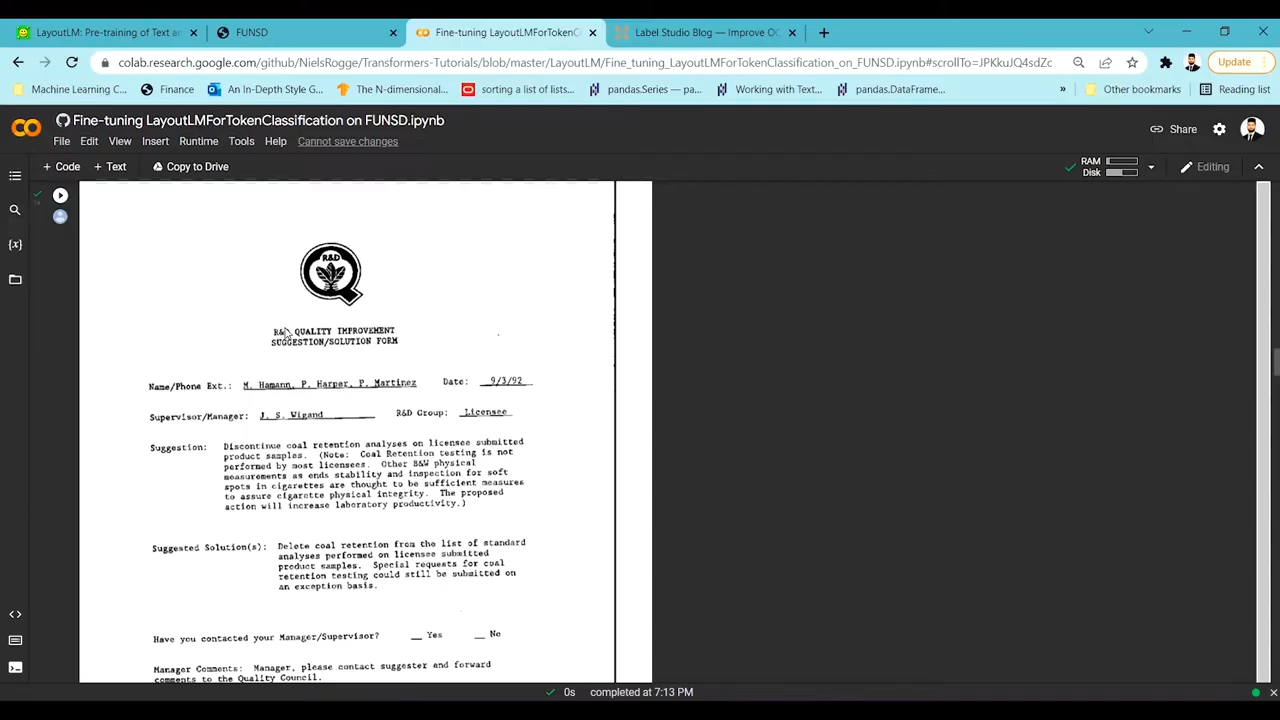 LayoutLM: Pre-training of Text a
FUNSD
Fine-tuning LayoutLMForTokenC
Label Studio Blog — Improve OC
colab.research.google.com/github/NielsRogge/Transformers-Tutorials/blob/master/LayoutLM/Fine_tuning_LayoutLMForTokenClassification_on_FUNSD.ipynb#scrollTo=JPKkuJQ4sdZc
Update
Machine Learning C...
Finance
An In-Depth Style G...
The N-dimensional...
sorting a list of lists...
pandas.Series — pa...
Working with Text...
pandas.DataFrame...
Other bookmarks
Reading list
Fine-tuning LayoutLMForTokenClassification on FUNSD.ipynb
Share
File Edit View Insert Runtime Tools Help Cannot save changes
+ Code + Text Copy to Drive
RAM
Disk
Editing
R&D
R&D QUALITY IMPROVEMENT
SUGGESTION/SOLUTION FORM
Name/Phone Ext.: M. Hamann, P. Harper, P. Martinez Date: 9/3/92
Supervisor/Manager: J. S. Wigand R&D Group: Licensee
Suggestion: Discontinue coal retention analyses on licensee submitted
product samples. (Note: Coal Retention testing is not
performed by most licensees. Other B&W physical
measurements as ends stability and inspection for soft
spots in cigarettes are thought to be sufficient measures
to assure cigarette physical integrity. The proposed
action will increase laboratory productivity.)
Suggested Solution(s): Delete coal retention from the list of standard
analyses performed on licensee submitted
product samples. Special requests for coal
retention testing could still be submitted on
an exception basis.
Have you contacted your Manager/Supervisor? __ Yes __ No
Manager Comments: Manager, please contact suggester and forward
comments to the Quality Council.
0s completed at 7:13 PM